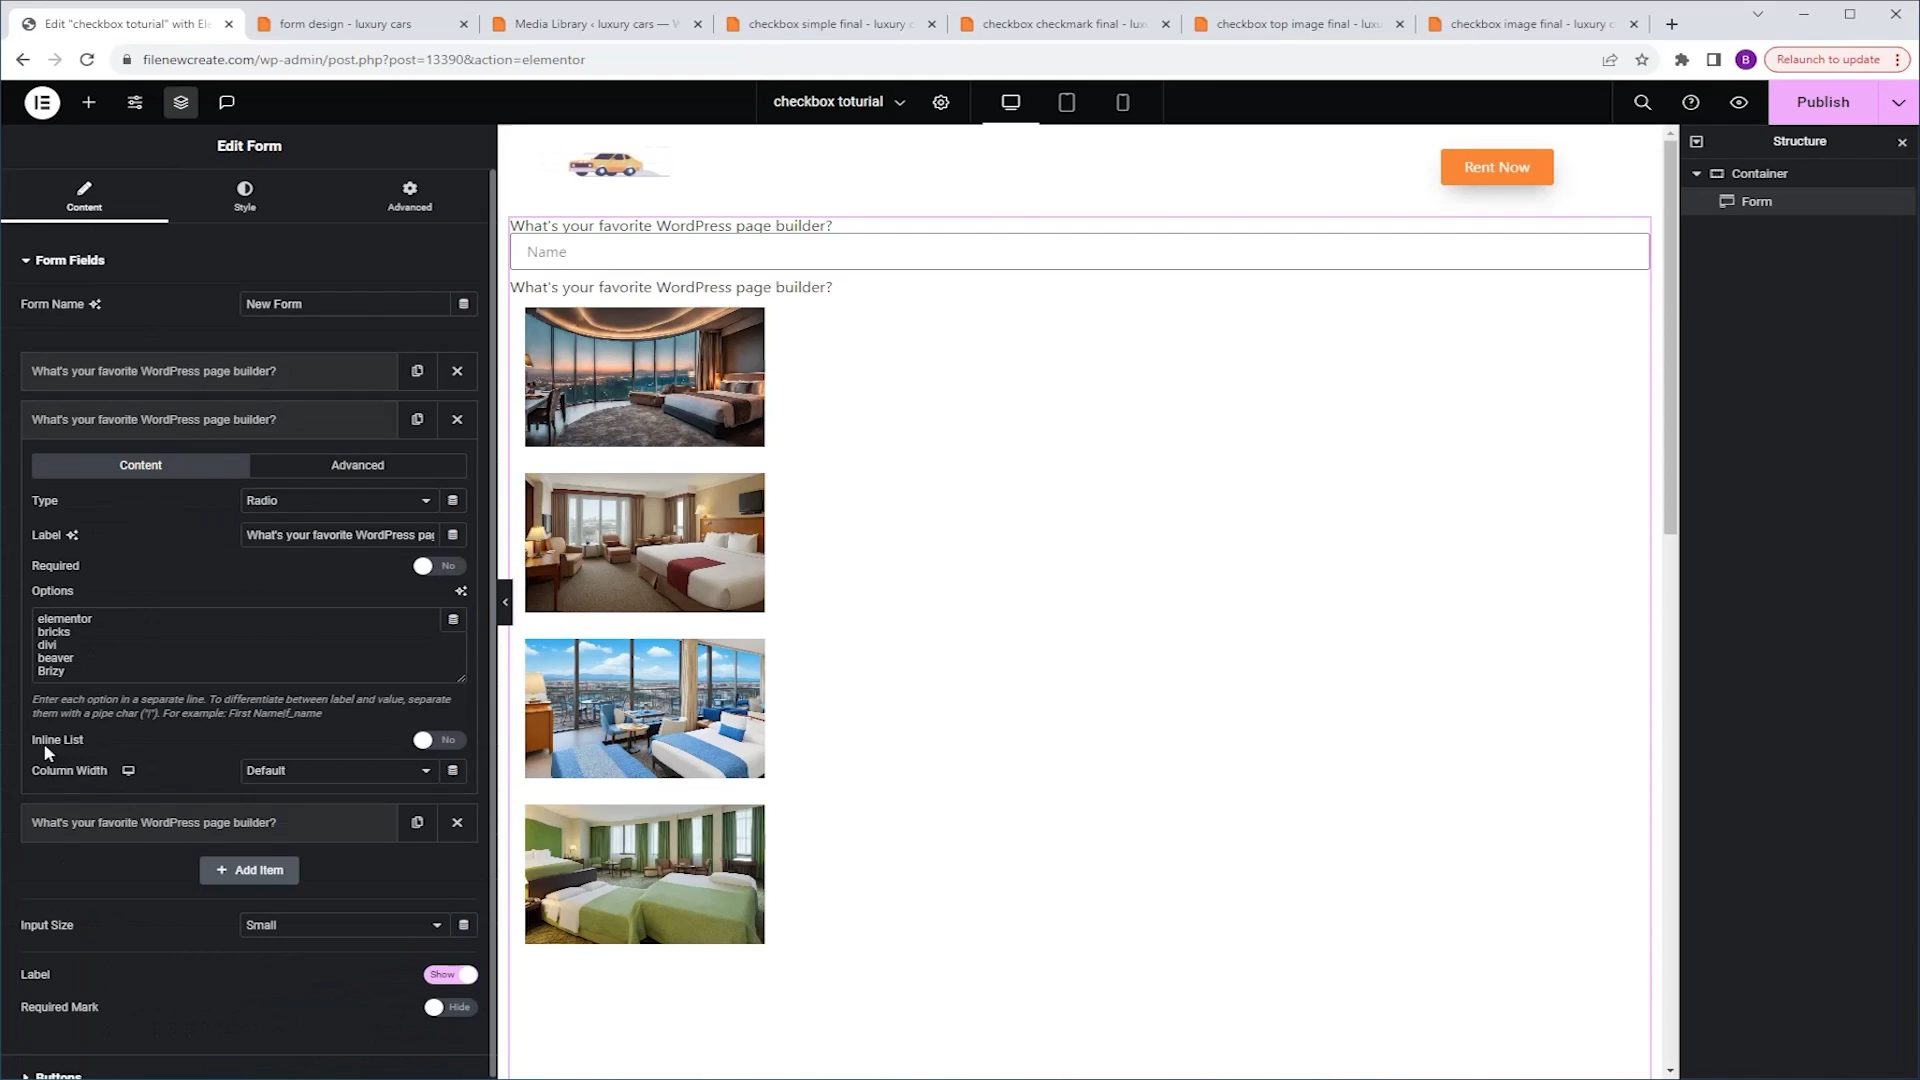 Edit "checkbox toturial" with Ele
form design - luxury cars
Media Library ‹ luxury cars — W
checkbox simple final - luxury c
checkbox checkmark final - lux
checkbox top image final - luxu
checkbox image final - luxury c
filenewcreate.com/wp-admin/post.php?post=13390&action=elementor
B
Relaunch to update
checkbox toturial
Publish
Edit Form
Content
Style
Advanced
Form Fields
Form Name
New Form
What's your favorite WordPress page builder?
What's your favorite WordPress page builder?
Content
Advanced
Type
Radio
Label
What's your favorite WordPress pag
Required
No
Options
elementor
bricks
divi
beaver
Brizy
Enter each option in a separate line. To differentiate between label and value, separate
them with a pipe char ("|"). For example: First Name|f_name
Inline List
No
Column Width
Default
What's your favorite WordPress page builder?
+ Add Item
Input Size
Small
Label
Show
Required Mark
Hide
Buttons
Rent Now
What's your favorite WordPress page builder?
Name
What's your favorite WordPress page builder?
Structure
Container
Form